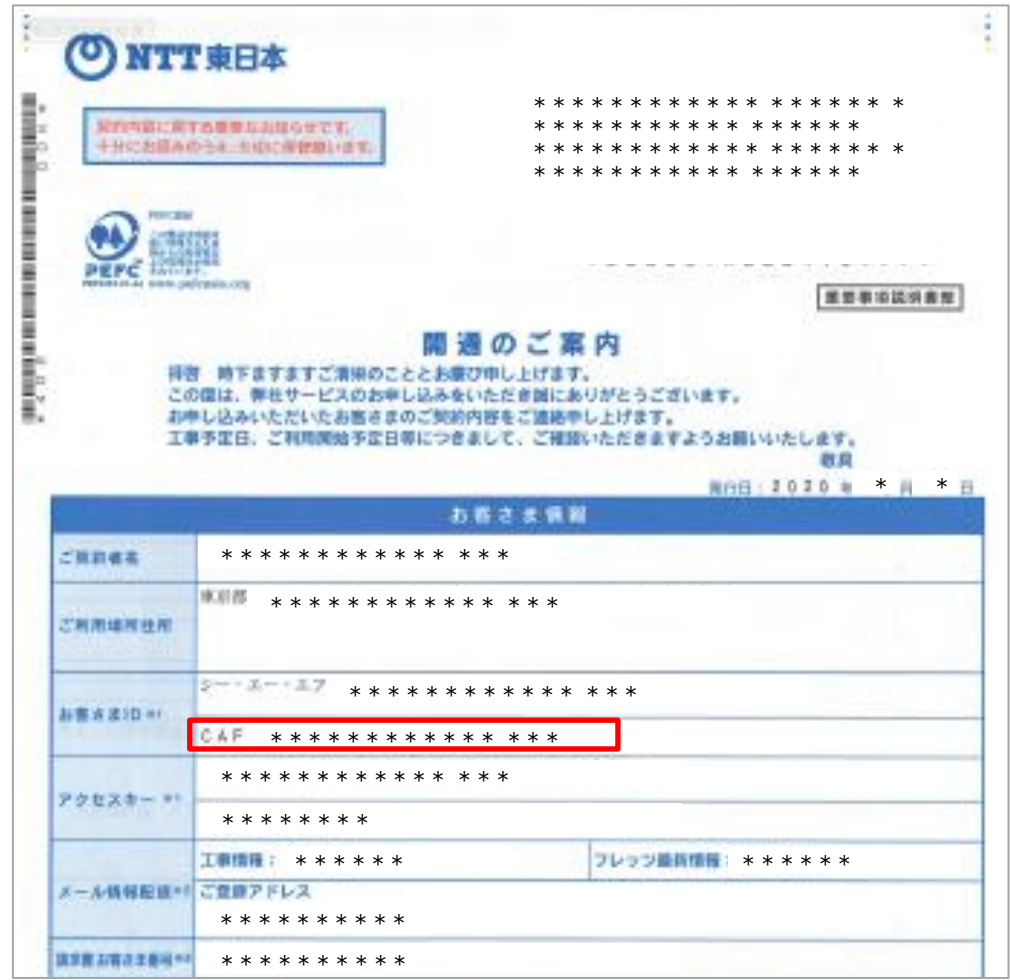 NTT東日本
契約内容に関する重要なお知らせです。
十分にお読みのうえ、大切に保管願います。
* * * * * * * * * * * * * * * * * * *
* * * * * * * * * * * * * * * * *
* * * * * * * * * * * * * * * * * * *
* * * * * * * * * * * * * * * * *
PEFC
重要事項説明書類
開通のご案内
拝啓 時下ますますご清栄のこととお慶び申し上げます。
この度は、弊社サービスのお申し込みをいただき誠にありがとうございます。
お申し込みいただいたお客さまのご契約内容をご連絡申し上げます。
工事予定日、ご利用開始予定日等につきまして、ご確認いただきますようお願いいたします。
敬具
発行日:2020 年 * 月 * 日
お客さま情報
ご契約者名 * * * * * * * * * * * * * * *
ご利用場所住所 東京都 * * * * * * * * * * * * * * *
お客さまID
シー・エー・エフ * * * * * * * * * * * * * * *
CAF * * * * * * * * * * * * * * *
アクセスキー
* * * * * * * * * * * * * * *
* * * * * * * *
メール情報配信
工事情報: * * * * * * フレッツ最新情報: * * * * * *
ご登録アドレス
* * * * * * * * * *
請求書お客さま番号 * * * * * * * * * *